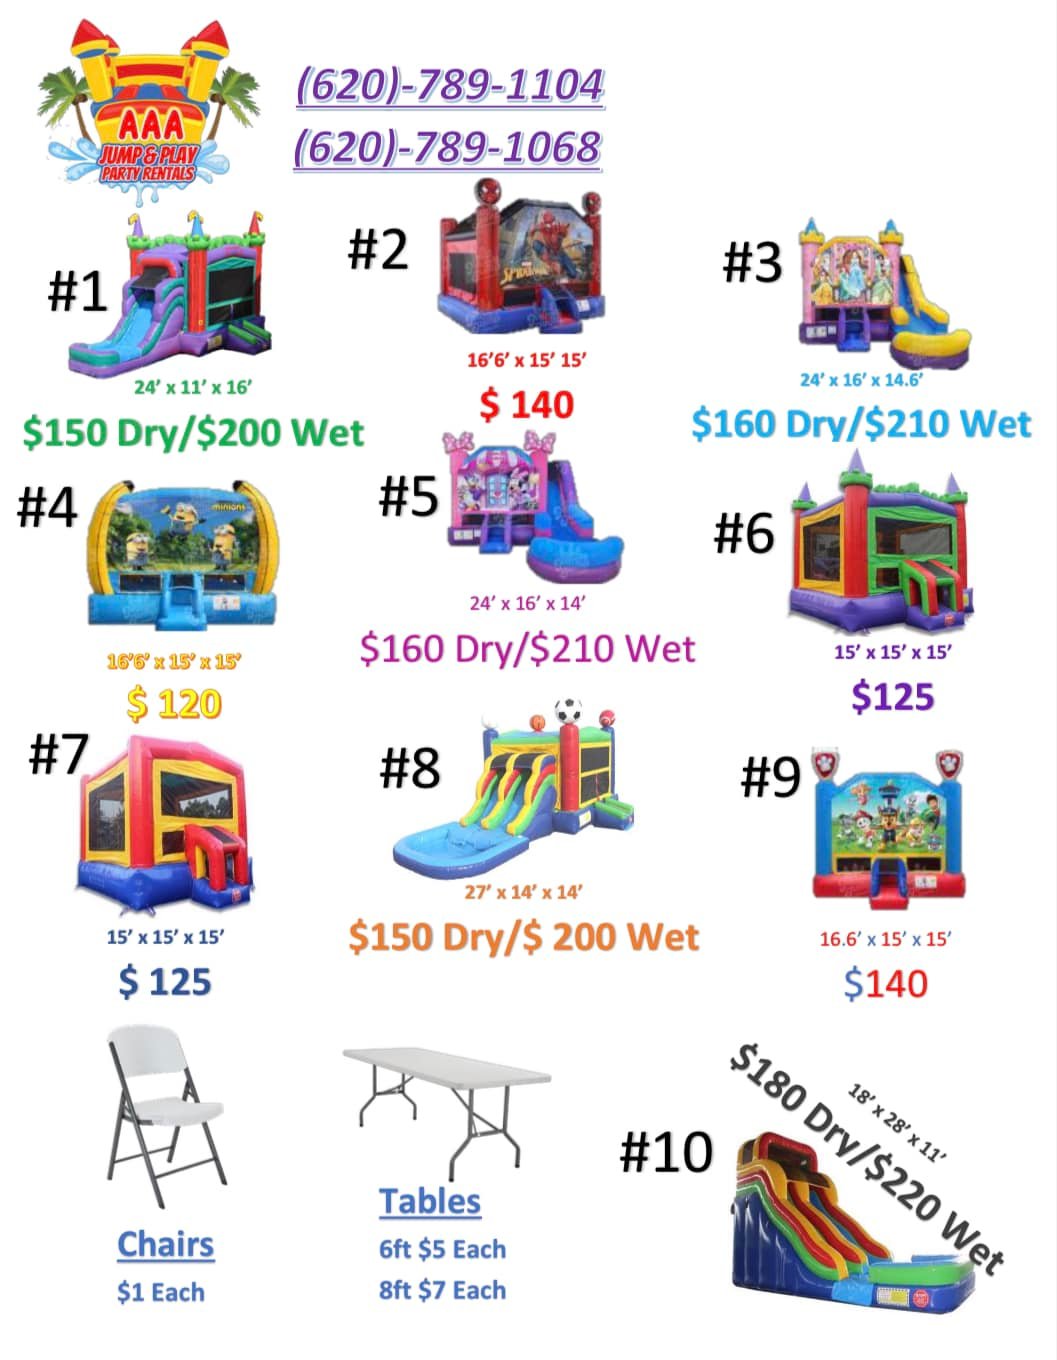 AAA
JUMP & PLAY
PARTY RENTALS
(620)-789-1104
(620)-789-1068
#1
24’ x 11’ x 16’
$150 Dry/$200 Wet
#2
SPIDER-MAN
16’6’ x 15’ 15’
$ 140
#3
24’ x 16’ x 14.6’
$160 Dry/$210 Wet
#4
minions
16’6’ x 15’ x 15’
$ 120
#5
24’ x 16’ x 14’
$160 Dry/$210 Wet
#6
15’ x 15’ x 15’
$125
#7
15’ x 15’ x 15’
$ 125
#8
27’ x 14’ x 14’
$150 Dry/$ 200 Wet
#9
16.6’ x 15’ x 15’
$140
Chairs
$1 Each
Tables
6ft $5 Each
8ft $7 Each
#10
18’ x 28’ x 11’
$180 Dry/$220 Wet